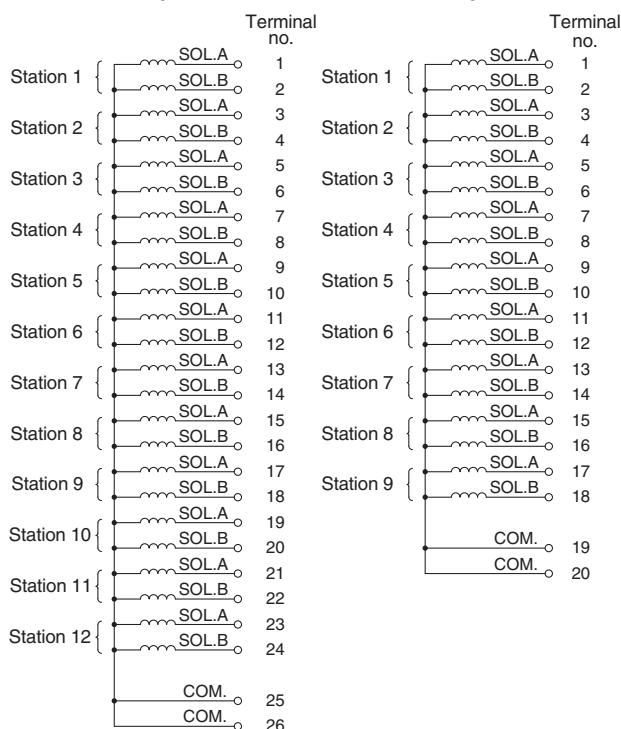 Terminal no.
Station 1
SOL.A 1
SOL.B 2
Station 2
SOL.A 3
SOL.B 4
Station 3
SOL.A 5
SOL.B 6
Station 4
SOL.A 7
SOL.B 8
Station 5
SOL.A 9
SOL.B 10
Station 6
SOL.A 11
SOL.B 12
Station 7
SOL.A 13
SOL.B 14
Station 8
SOL.A 15
SOL.B 16
Station 9
SOL.A 17
SOL.B 18
Station 10
SOL.A 19
SOL.B 20
Station 11
SOL.A 21
SOL.B 22
Station 12
SOL.A 23
SOL.B 24
COM. 25
COM. 26
Terminal no.
Station 1
SOL.A 1
SOL.B 2
Station 2
SOL.A 3
SOL.B 4
Station 3
SOL.A 5
SOL.B 6
Station 4
SOL.A 7
SOL.B 8
Station 5
SOL.A 9
SOL.B 10
Station 6
SOL.A 11
SOL.B 12
Station 7
SOL.A 13
SOL.B 14
Station 8
SOL.A 15
SOL.B 16
Station 9
SOL.A 17
SOL.B 18
COM. 19
COM. 20